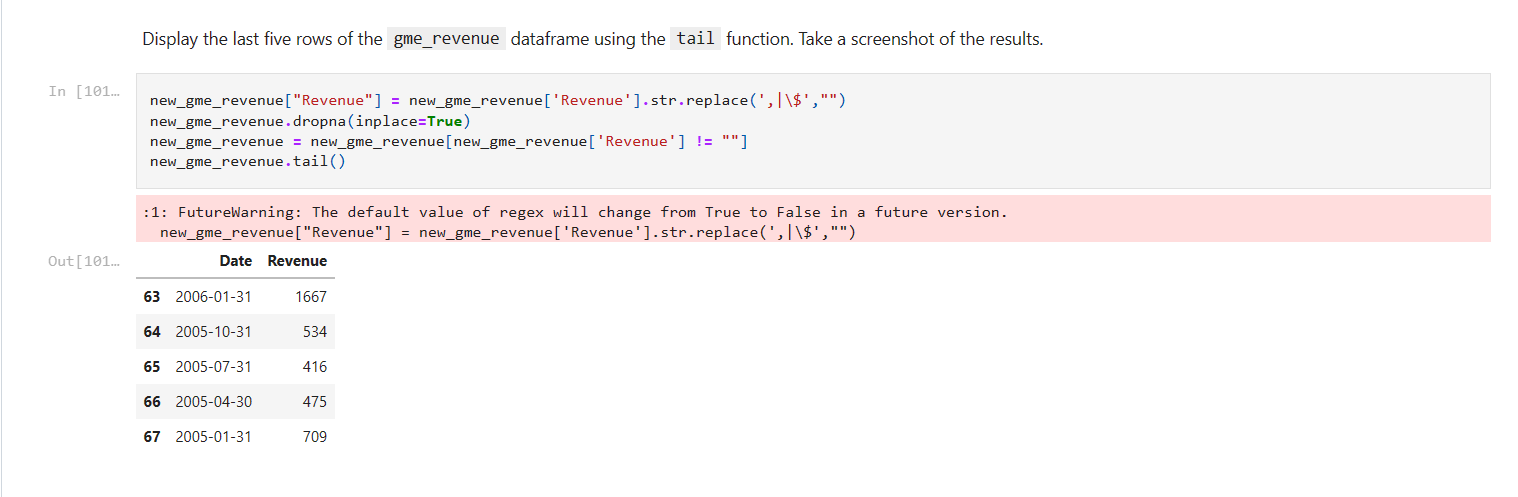 Display the last five rows of the gme_revenue dataframe using the tail function. Take a screenshot of the results.
In [101…
new_gme_revenue["Revenue"] = new_gme_revenue['Revenue'].str.replace(',|\$',"")
new_gme_revenue.dropna(inplace=True)
new_gme_revenue = new_gme_revenue[new_gme_revenue['Revenue'] != ""]
new_gme_revenue.tail()
:1: FutureWarning: The default value of regex will change from True to False in a future version.
  new_gme_revenue["Revenue"] = new_gme_revenue['Revenue'].str.replace(',|\$',"")
Out[101…
Date Revenue
63 2006-01-31 1667
64 2005-10-31 534
65 2005-07-31 416
66 2005-04-30 475
67 2005-01-31 709